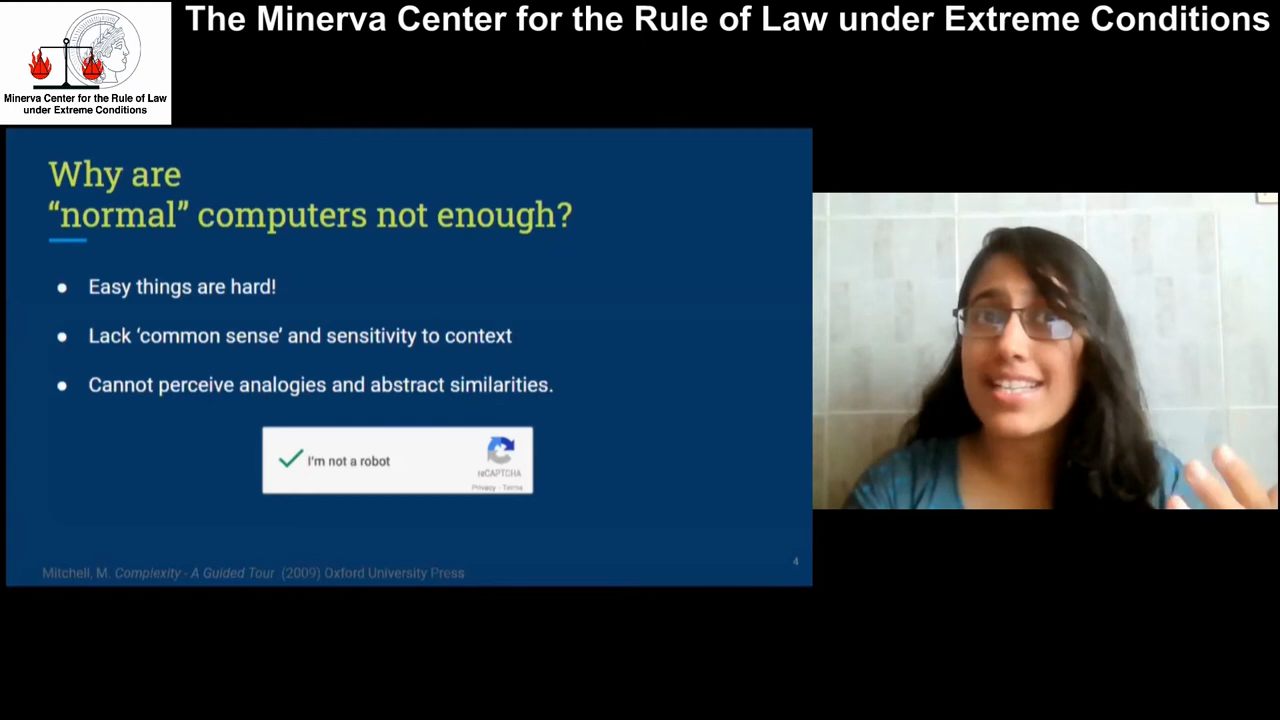 The Minerva Center for the Rule of Law under Extreme Conditions
Minerva Center for the Rule of Law
under Extreme Conditions
Why are
“normal” computers not enough?
● Easy things are hard!
● Lack ‘common sense’ and sensitivity to context
● Cannot perceive analogies and abstract similarities.
I'm not a robot
reCAPTCHA
Privacy - Terms
Mitchell, M. Complexity - A Guided Tour (2009) Oxford University Press
4